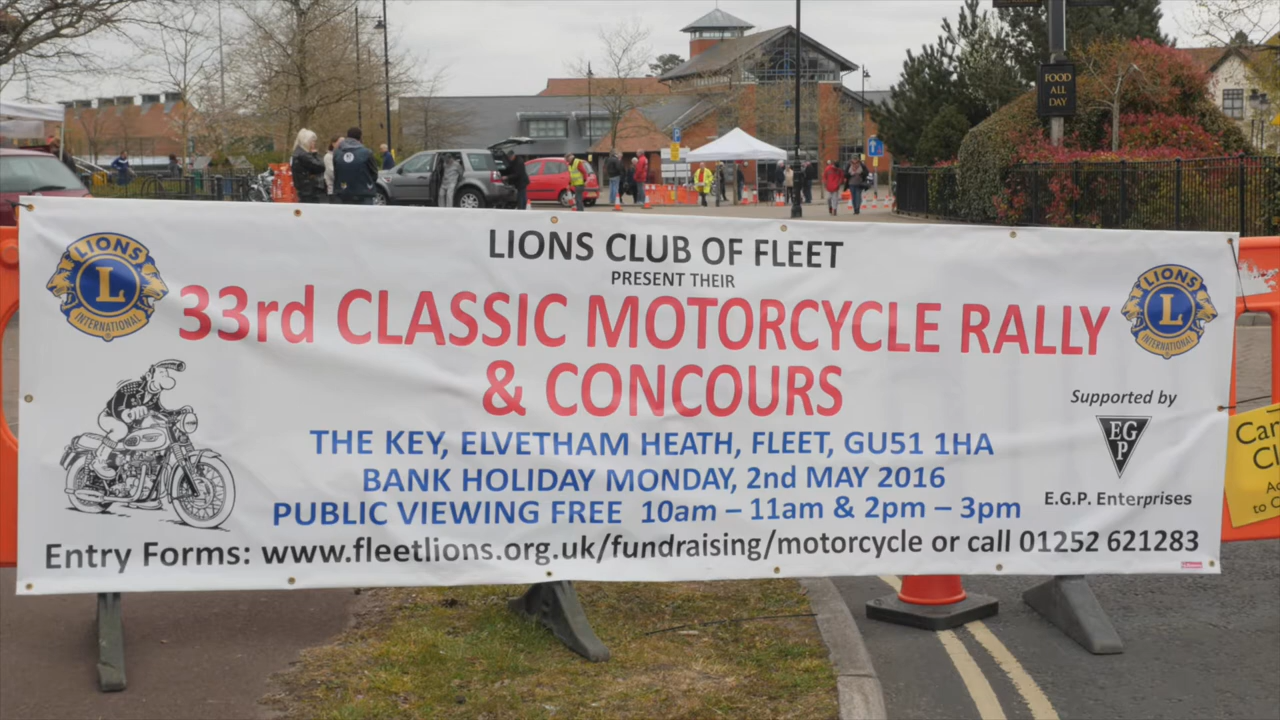 FOOD
ALL
DAY
LIONS CLUB OF FLEET
PRESENT THEIR
33rd CLASSIC MOTORCYCLE RALLY
& CONCOURS
THE KEY, ELVETHAM HEATH, FLEET, GU51 1HA
BANK HOLIDAY MONDAY, 2nd MAY 2016
PUBLIC VIEWING FREE 10am – 11am & 2pm – 3pm
Entry Forms: www.fleetlions.org.uk/fundraising/motorcycle or call 01252 621283
LIONS
L
INTERNATIONAL
LIONS
L
INTERNATIONAL
Supported by
EG
P
E.G.P. Enterprises
Car